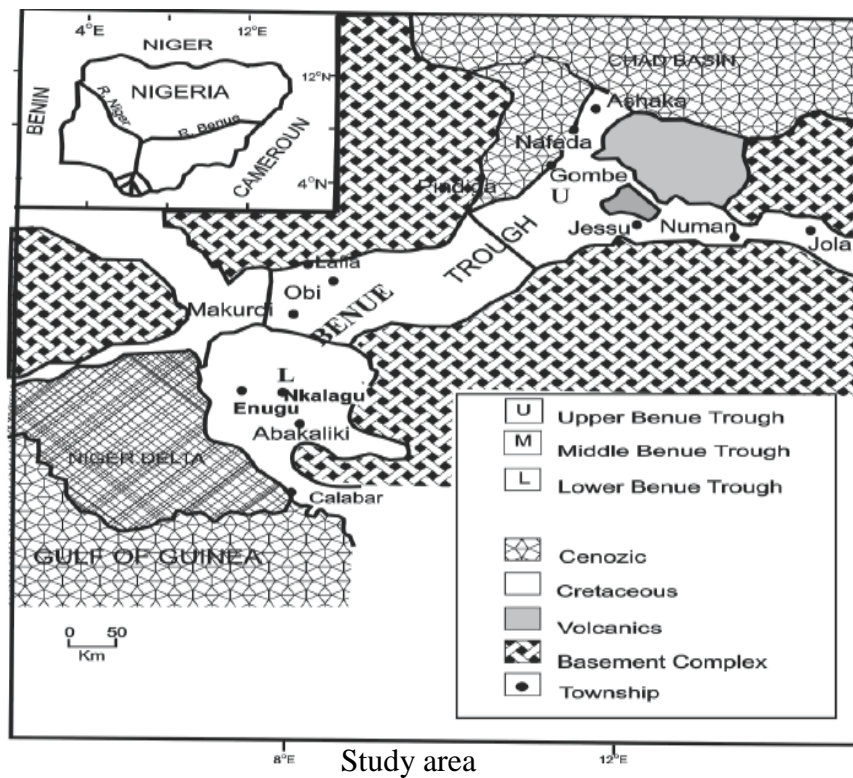 4°E
12°E
NIGER
12°N
NIGERIA
BENIN
R. Niger
R. Benue
CAMEROUN
4°N
CHAD BASIN
Ashaka
Nafada
Pindiga
Gombe
U
Jessu
Numan
Jola
TROUGH
Lafia
Obi
Makurdi
BENUE
L
Nkalagu
Enugu
Abakaliki
NIGER DELTA
Calabar
GULF OF GUINEA
0 50
Km
U Upper Benue Trough
M Middle Benue Trough
L Lower Benue Trough
Cenozic
Cretaceous
Volcanics
Basement Complex
Township
8°E
12°E
Study area